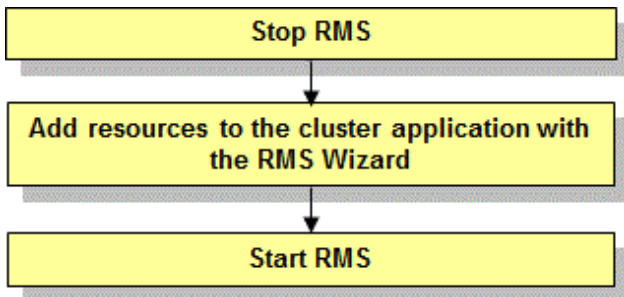 Stop RMS
Add resources to the cluster application with
the RMS Wizard
Start RMS